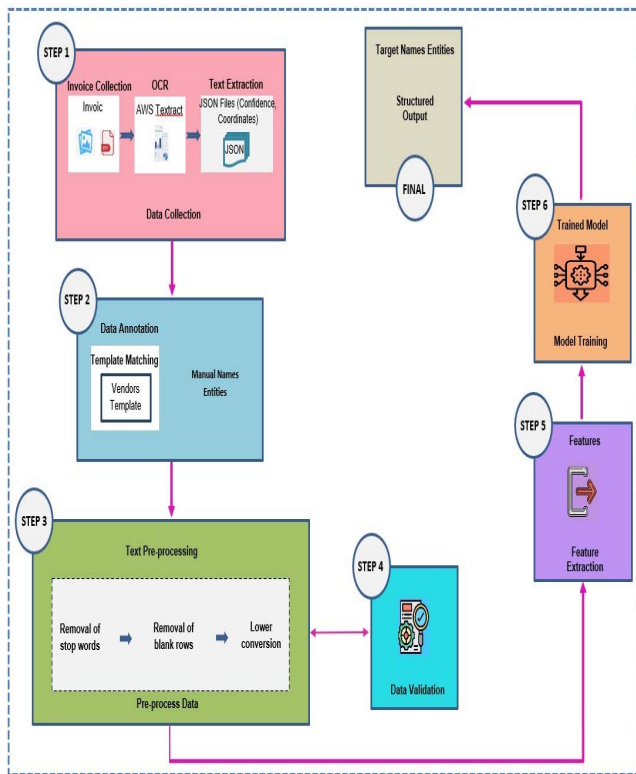 STEP 1
Invoice Collection
Invoic
PDF
OCR
AWS Textract
Text Extraction
JSON Files (Confidence,
Coordinates)
JSON
Data Collection
STEP 2
Data Annotation
Template Matching
Vendors
Template
Manual Names
Entities
STEP 3
Text Pre-processing
Removal of
stop words
Removal of
blank rows
Lower
conversion
Pre-process Data
STEP 4
Data Validation
STEP 5
Features
Feature
Extraction
STEP 6
Trained Model
Model Training
Target Names Entities
Structured
Output
FINAL